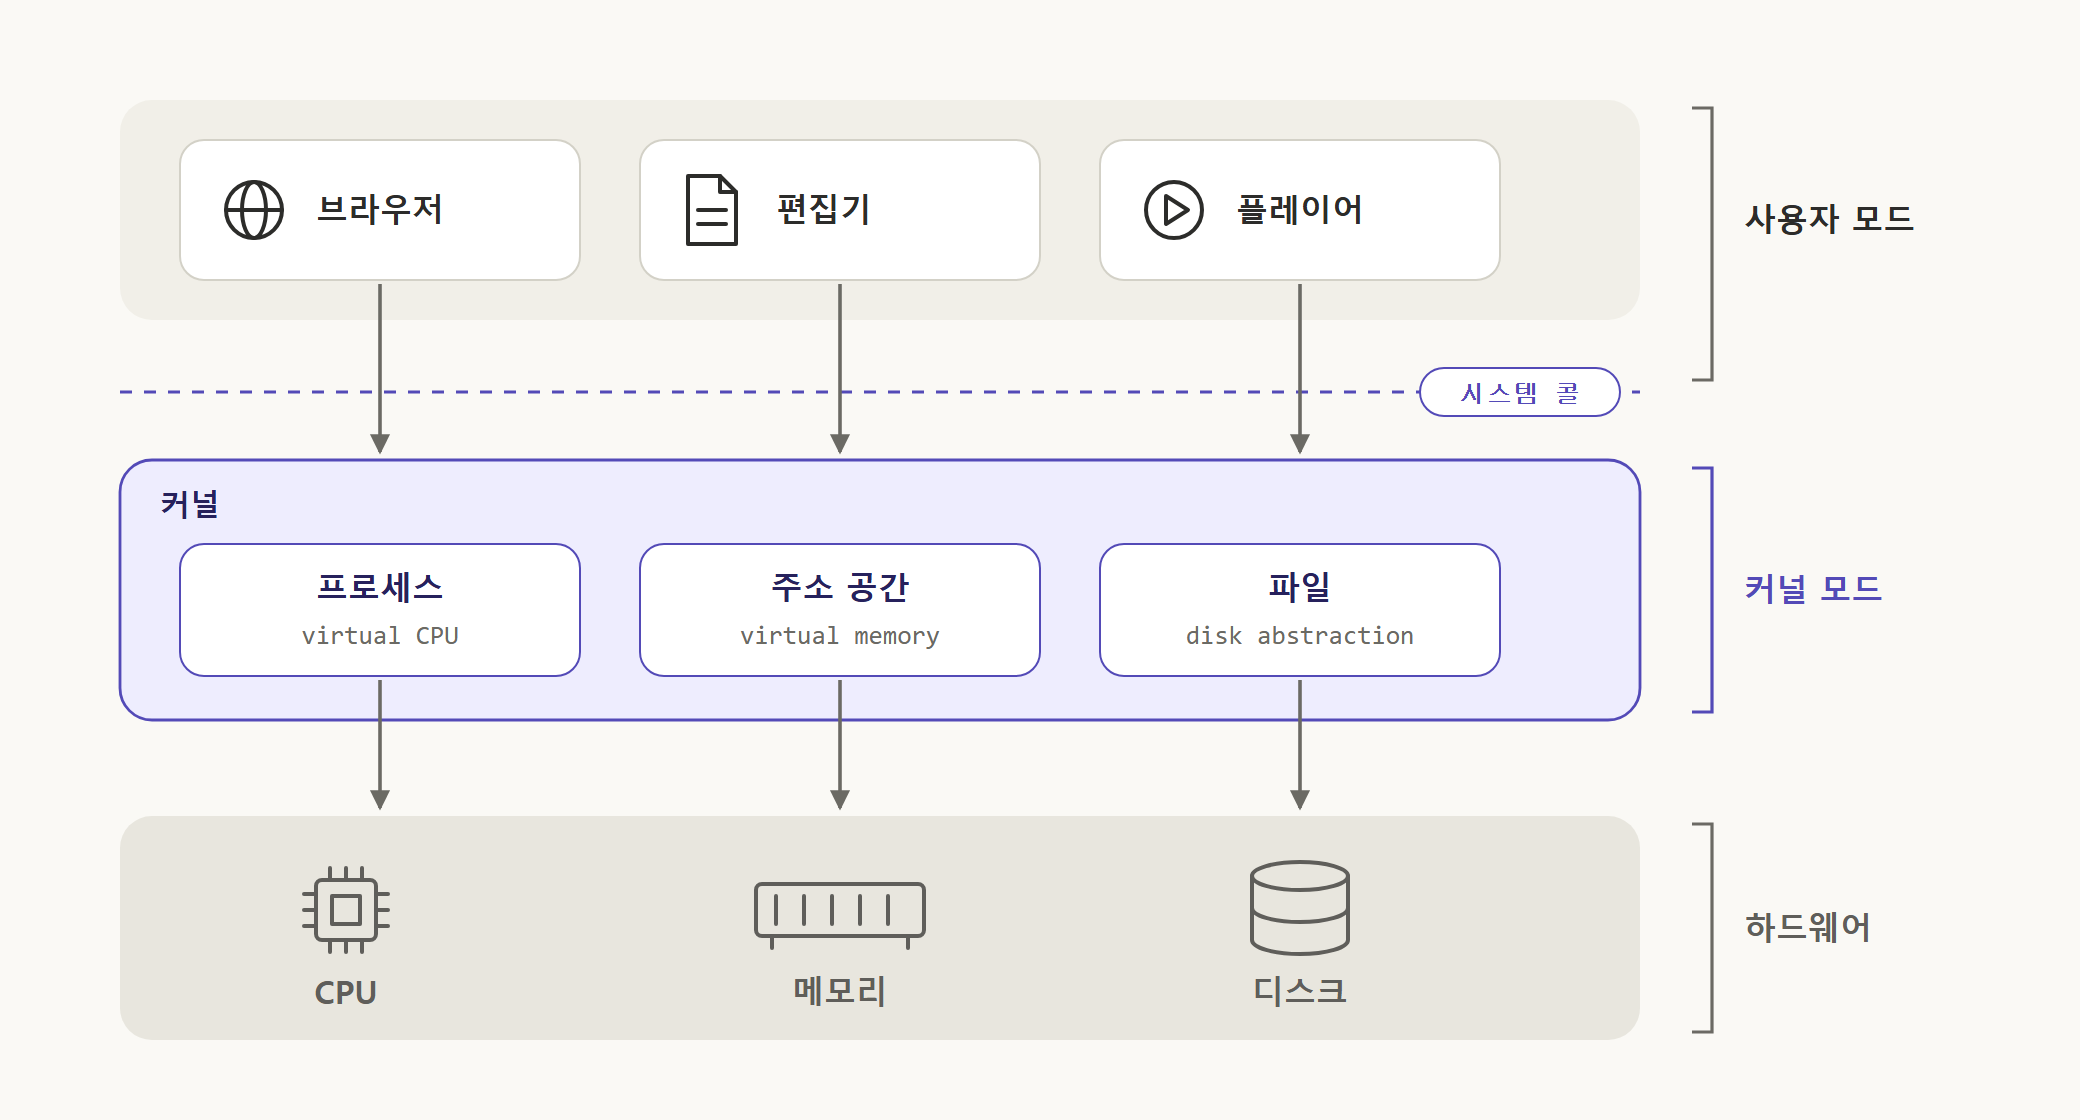 브라우저
편집기
플레이어
사용자 모드
시스템 콜
커널
프로세스
virtual CPU
주소 공간
virtual memory
파일
disk abstraction
커널 모드
CPU
메모리
디스크
하드웨어